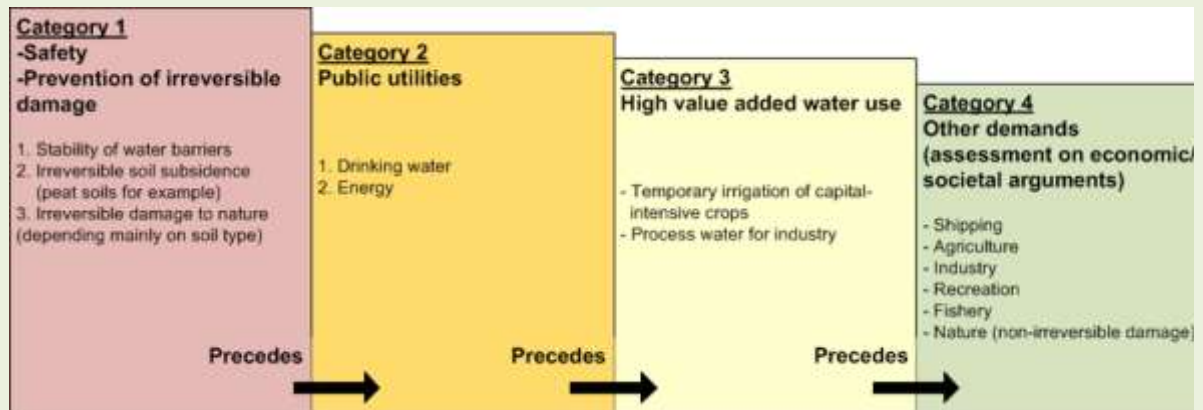 Category 1
-Safety
-Prevention of irreversible
damage
1. Stability of water barriers
2. Irreversible soil subsidence
(peat soils for example)
3. Irreversible damage to nature
(depending mainly on soil type)
Precedes
Category 2
Public utilities
1. Drinking water
2. Energy
Precedes
Category 3
High value added water use
- Temporary irrigation of capital-
intensive crops
- Process water for industry
Precedes
Category 4
Other demands
(assessment on economic/
societal arguments)
- Shipping
- Agriculture
- Industry
- Recreation
- Fishery
- Nature (non-irreversible damage)